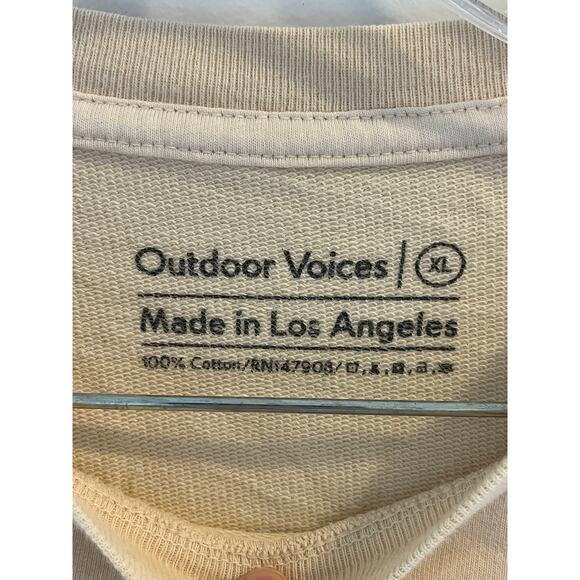 Outdoor Voices | XL
Made in Los Angeles
100% Cotton/RN147908/